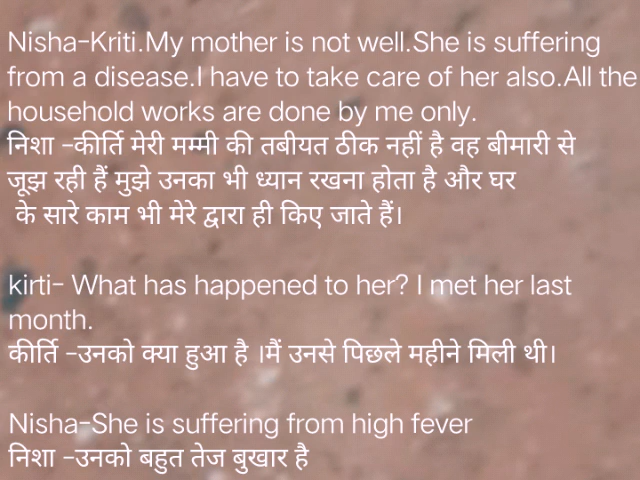 Nisha-Kriti.My mother is not well.She is suffering
from a disease.I have to take care of her also.All the
household works are done by me only.
निशा -कीर्ति मेरी मम्मी की तबीयत ठीक नहीं है वह बीमारी से
जूझ रही हैं मुझे उनका भी ध्यान रखना होता है और घर
के सारे काम भी मेरे द्वारा ही किए जाते हैं।
kirti- What has happened to her? I met her last
month.
कीर्ति -उनको क्या हुआ है ।मैं उनसे पिछले महीने मिली थी।
Nisha-She is suffering from high fever
निशा -उनको बहुत तेज बुखार है